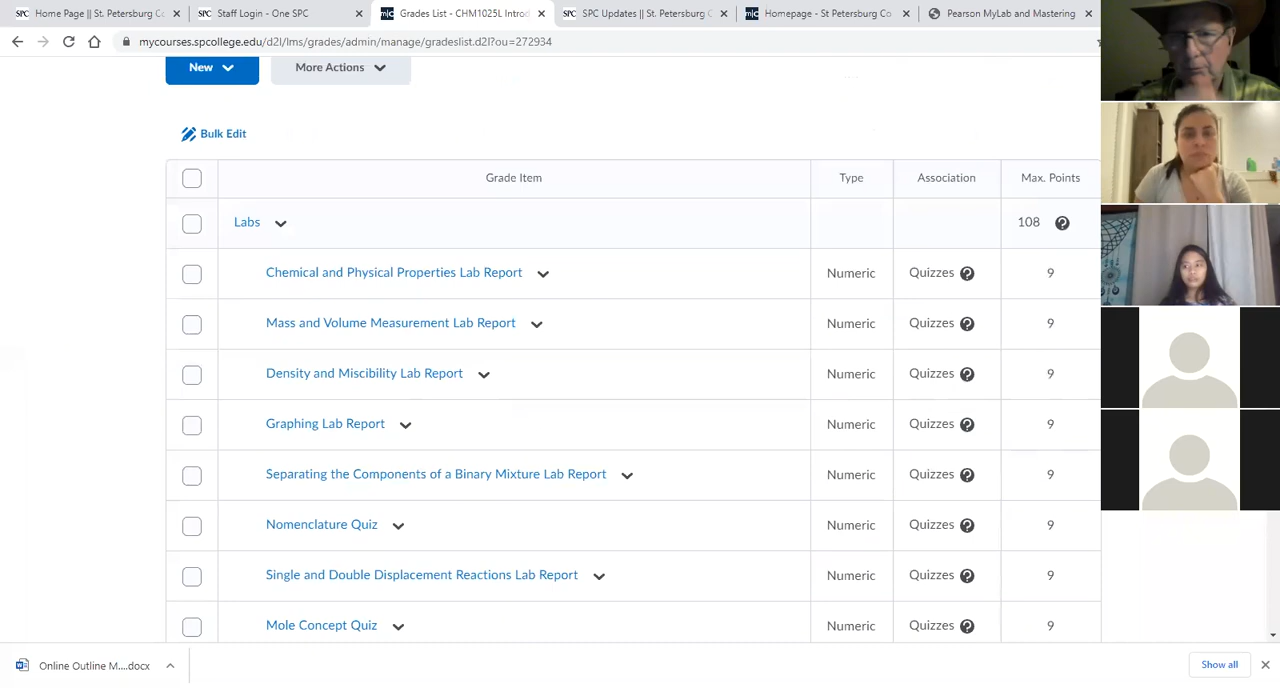 SPC Home Page || St. Petersburg Co
SPC Staff Login - One SPC
Grades List - CHM1025L Introd
SPC SPC Updates || St. Petersburg C
Homepage - St Petersburg Co
Pearson MyLab and Mastering
mycourses.spcollege.edu/d2l/lms/grades/admin/manage/gradeslist.d2l?ou=272934
New
More Actions
Bulk Edit
Grade Item Type Association Max. Points
Labs 108
Chemical and Physical Properties Lab Report Numeric Quizzes 9
Mass and Volume Measurement Lab Report Numeric Quizzes 9
Density and Miscibility Lab Report Numeric Quizzes 9
Graphing Lab Report Numeric Quizzes 9
Separating the Components of a Binary Mixture Lab Report Numeric Quizzes 9
Nomenclature Quiz Numeric Quizzes 9
Single and Double Displacement Reactions Lab Report Numeric Quizzes 9
Mole Concept Quiz Numeric Quizzes 9
Online Outline M....docx
Show all